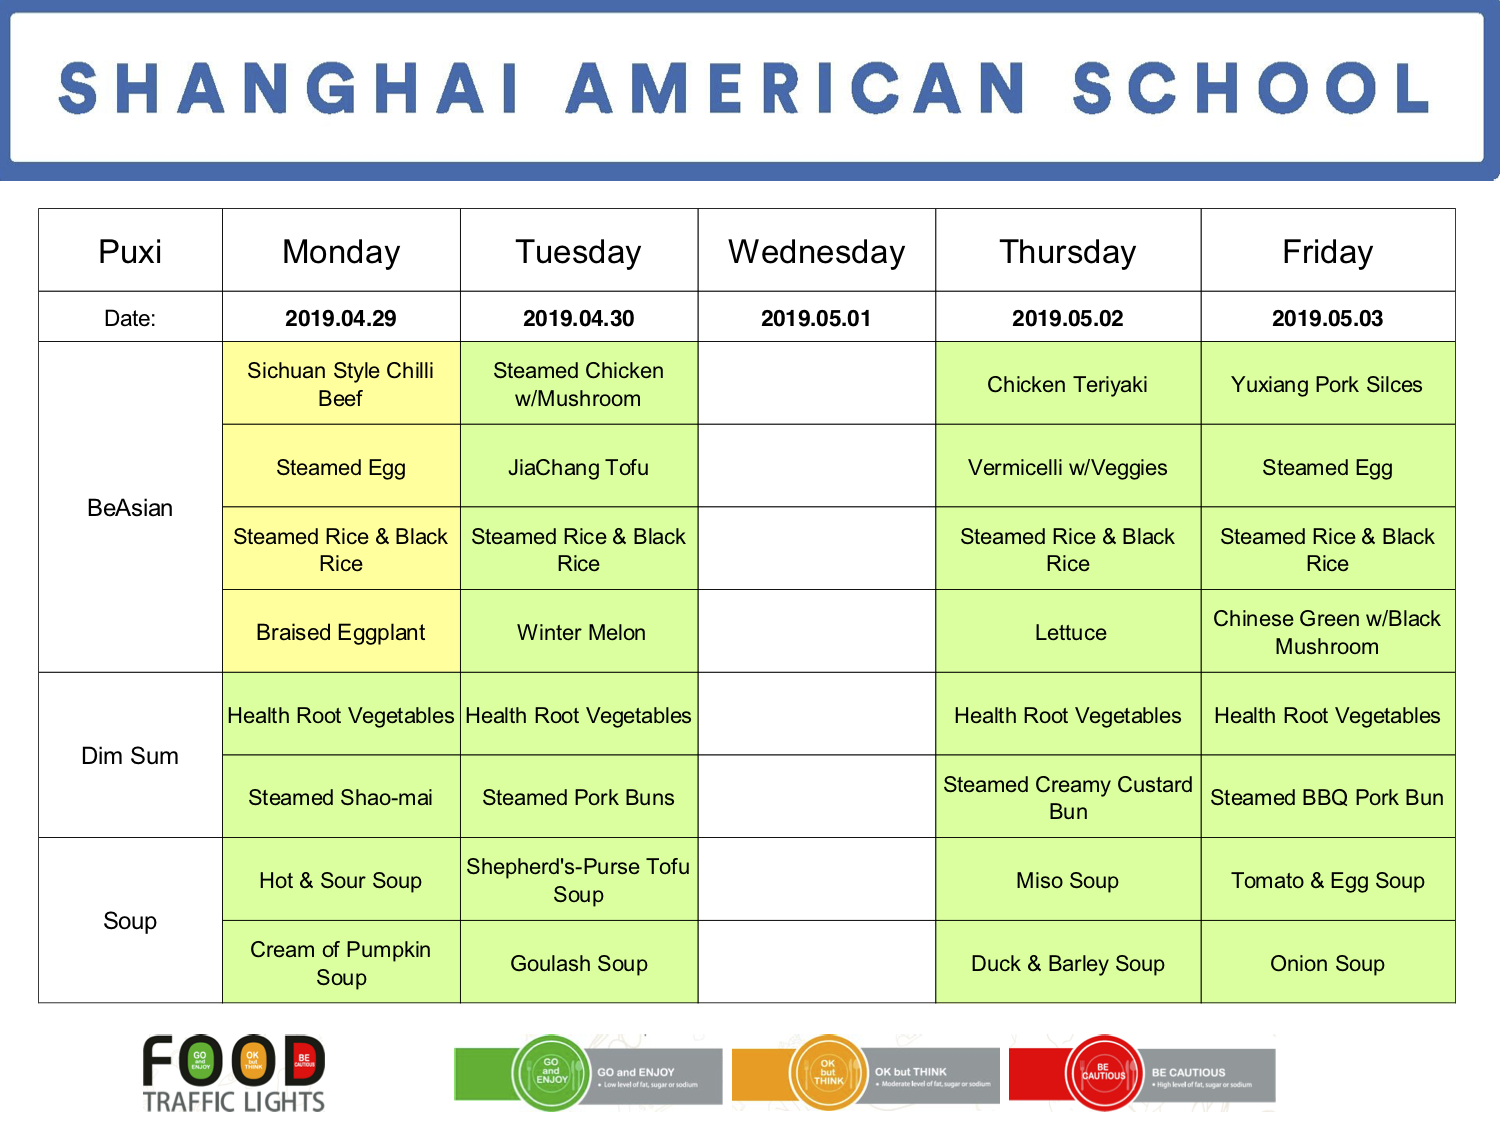 SHANGHAI AMERICAN SCHOOL
Puxi Monday Tuesday Wednesday Thursday Friday
Date: 2019.04.29 2019.04.30 2019.05.01 2019.05.02 2019.05.03
BeAsian
Sichuan Style Chilli
Beef
Steamed Chicken
w/Mushroom
Chicken Teriyaki
Yuxiang Pork Silces
Steamed Egg
JiaChang Tofu
Vermicelli w/Veggies
Steamed Egg
Steamed Rice & Black
Rice
Steamed Rice & Black
Rice
Steamed Rice & Black
Rice
Steamed Rice & Black
Rice
Braised Eggplant
Winter Melon
Lettuce
Chinese Green w/Black
Mushroom
Dim Sum
Health Root Vegetables
Health Root Vegetables
Health Root Vegetables
Health Root Vegetables
Steamed Shao-mai
Steamed Pork Buns
Steamed Creamy Custard
Bun
Steamed BBQ Pork Bun
Soup
Hot & Sour Soup
Shepherd's-Purse Tofu
Soup
Miso Soup
Tomato & Egg Soup
Cream of Pumpkin
Soup
Goulash Soup
Duck & Barley Soup
Onion Soup
FOOD
GO
and
ENJOY
OK
but
THINK
BE
CAUTIOUS
TRAFFIC LIGHTS
GO
and
ENJOY
GO and ENJOY
• Low level of fat, sugar or sodium
OK
but
THINK
OK but THINK
• Moderate level of fat, sugar or sodium
BE
CAUTIOUS
BE CAUTIOUS
• High level of fat, sugar or sodium